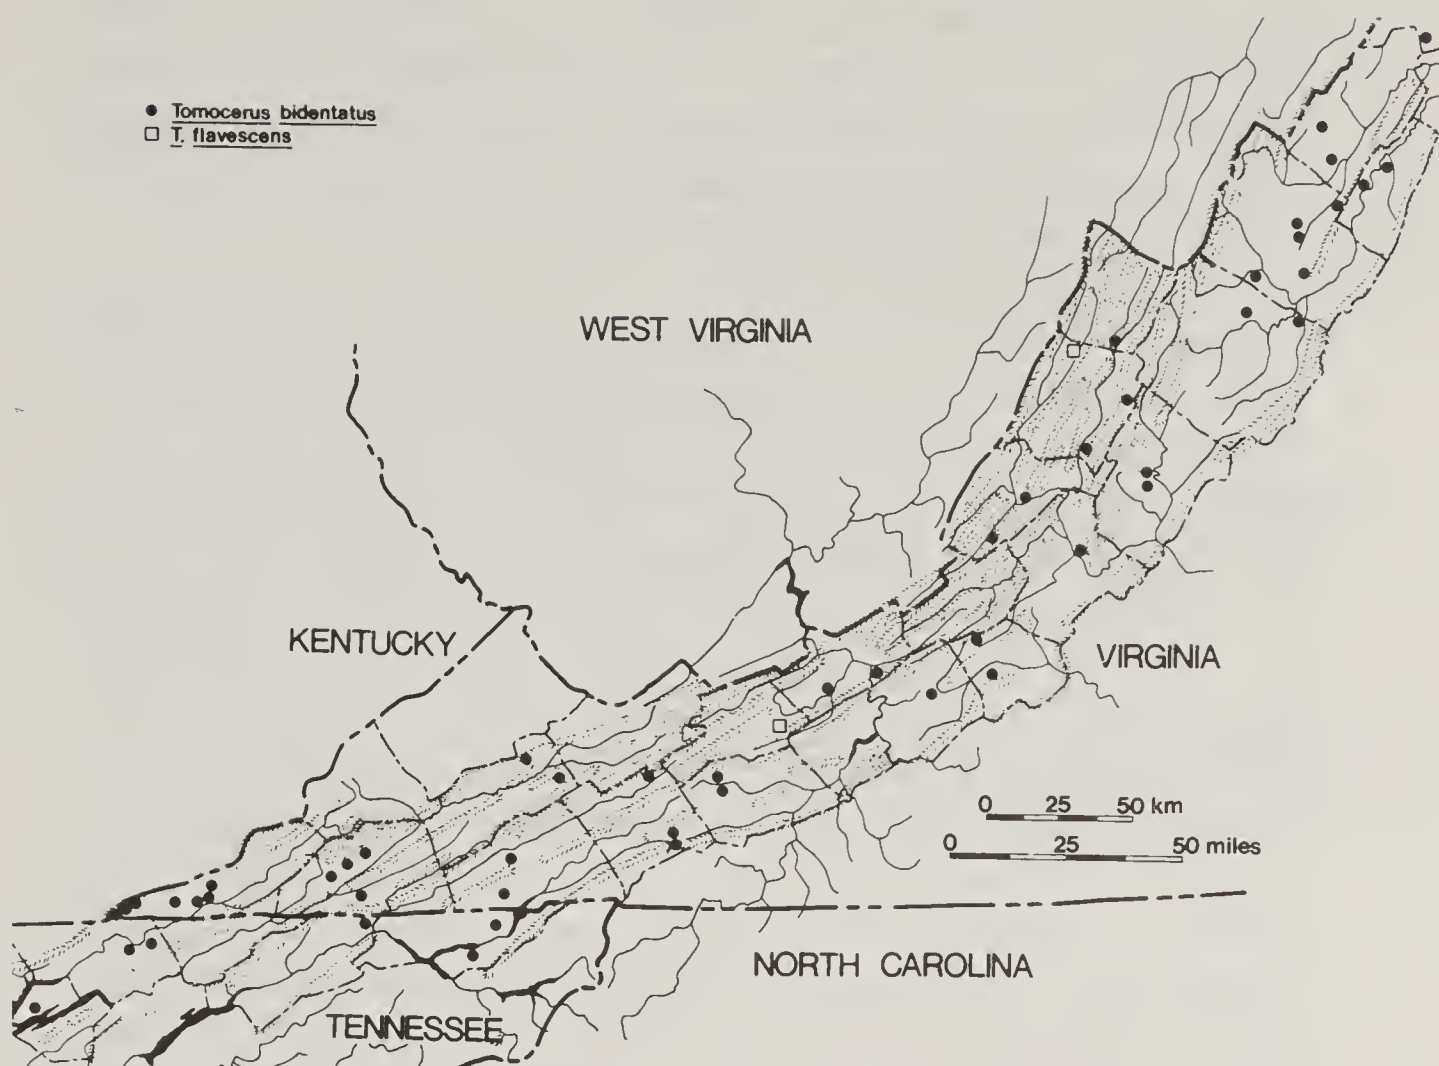 Tomocerus bidentatus
T. flavescens
WEST VIRGINIA
KENTUCKY
VIRGINIA
0 25 50 km
0 25 50 miles
NORTH CAROLINA
TENNESSEE